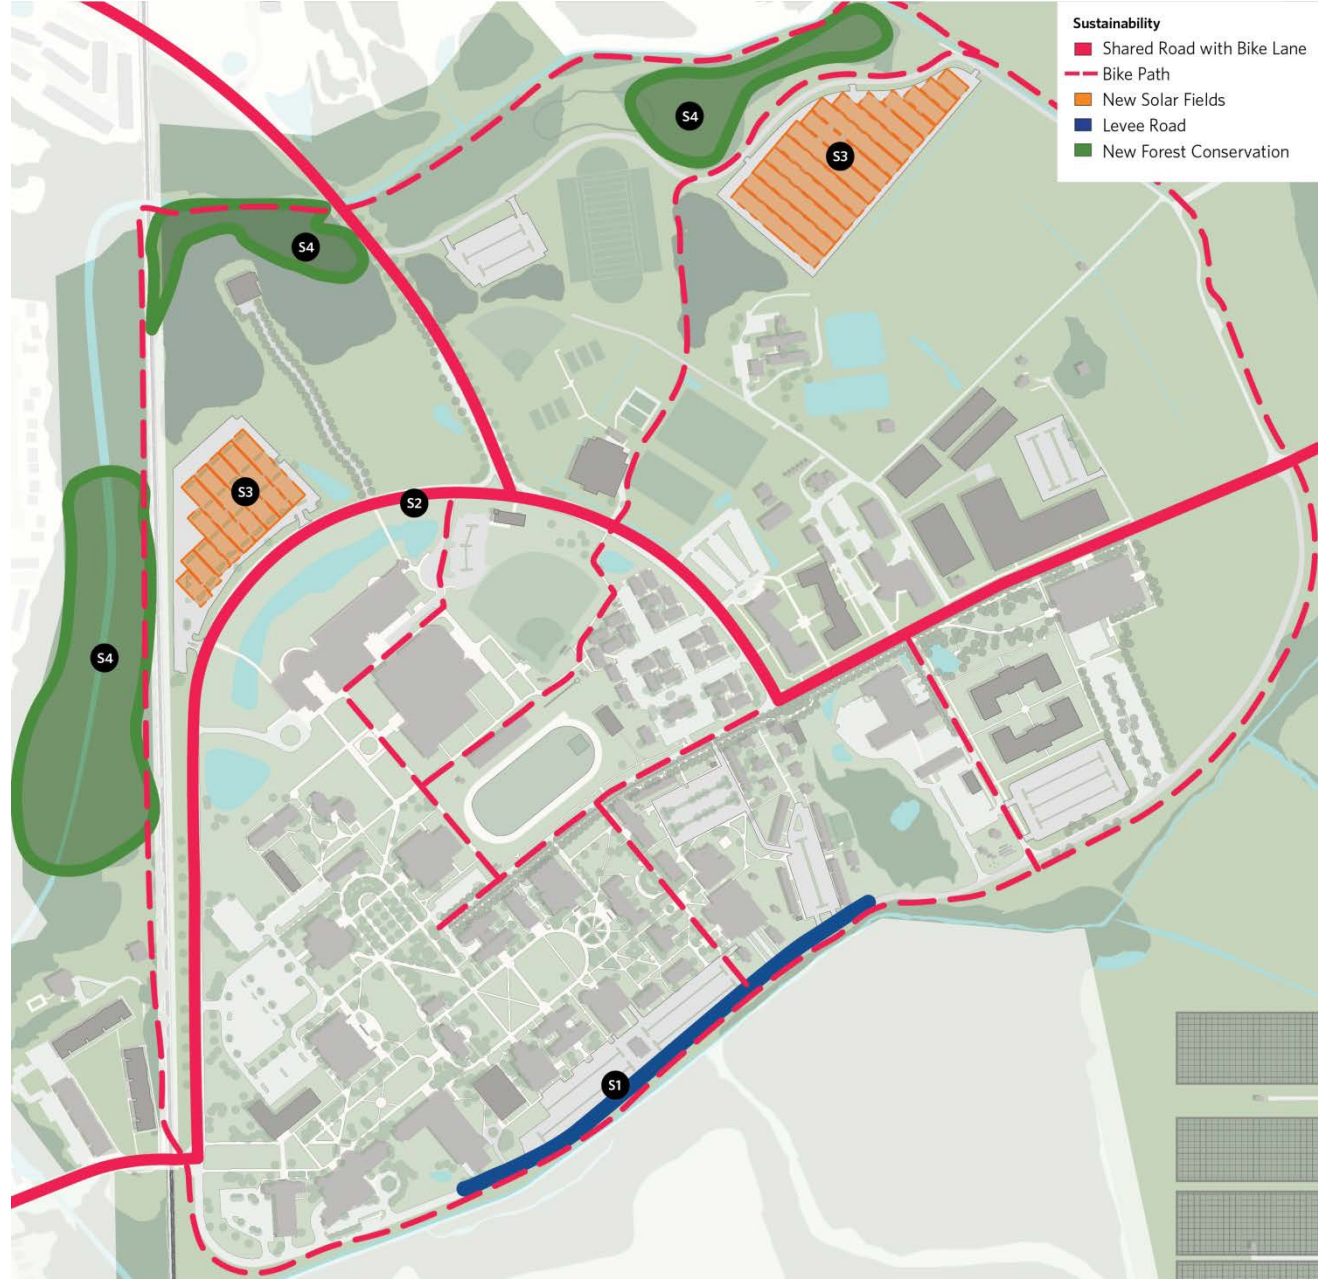 Sustainability
Shared Road with Bike Lane
Bike Path
New Solar Fields
Levee Road
New Forest Conservation
S4
S3
S4
S3
S2
S4
S1